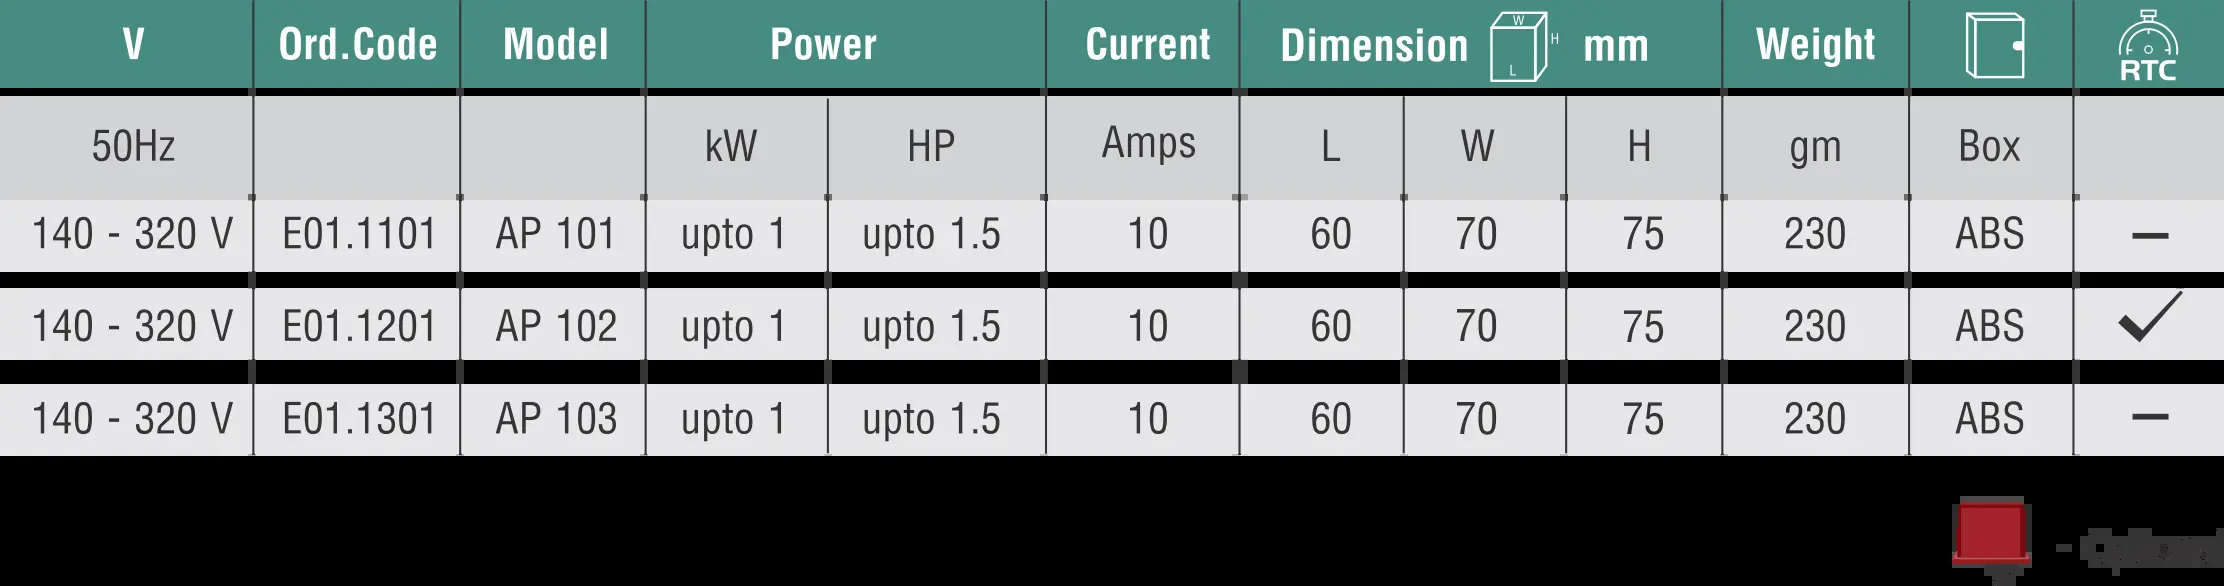 V Ord.Code Model Power Current Dimension W H L mm Weight RTC
50Hz kW HP Amps L W H gm Box
140 - 320 V E01.1101 AP 101 upto 1 upto 1.5 10 60 70 75 230 ABS –
140 - 320 V E01.1201 AP 102 upto 1 upto 1.5 10 60 70 75 230 ABS ✓
140 - 320 V E01.1301 AP 103 upto 1 upto 1.5 10 60 70 75 230 ABS –
- Optional